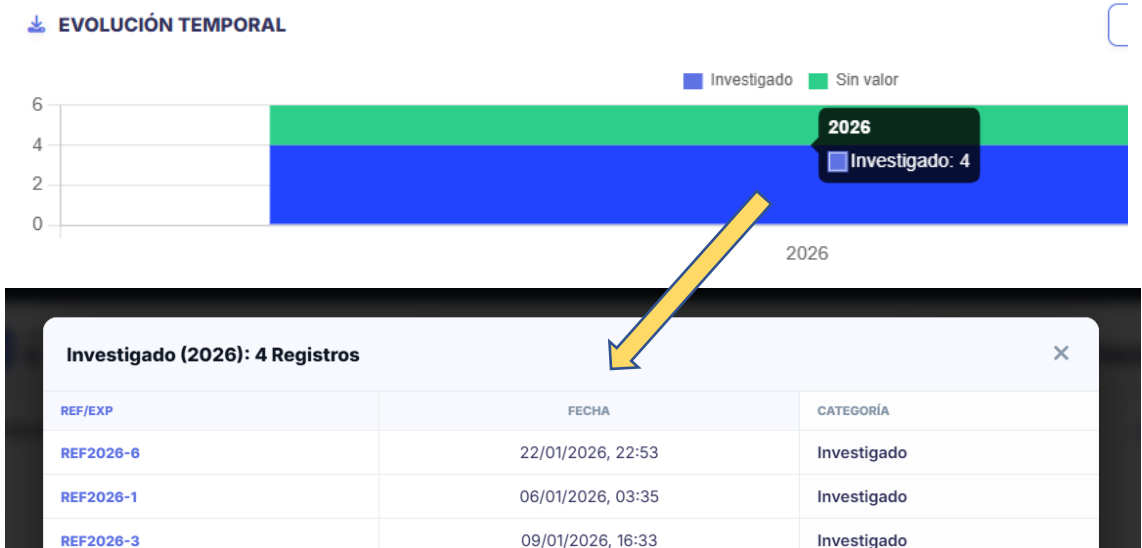 EVOLUCIÓN TEMPORAL
Investigado Sin valor
6
4
2
0
2026
Investigado: 4
2026
Investigado (2026): 4 Registros
REF/EXP FECHA CATEGORÍA
REF2026-6 22/01/2026, 22:53 Investigado
REF2026-1 06/01/2026, 03:35 Investigado
REF2026-3 09/01/2026, 16:33 Investigado